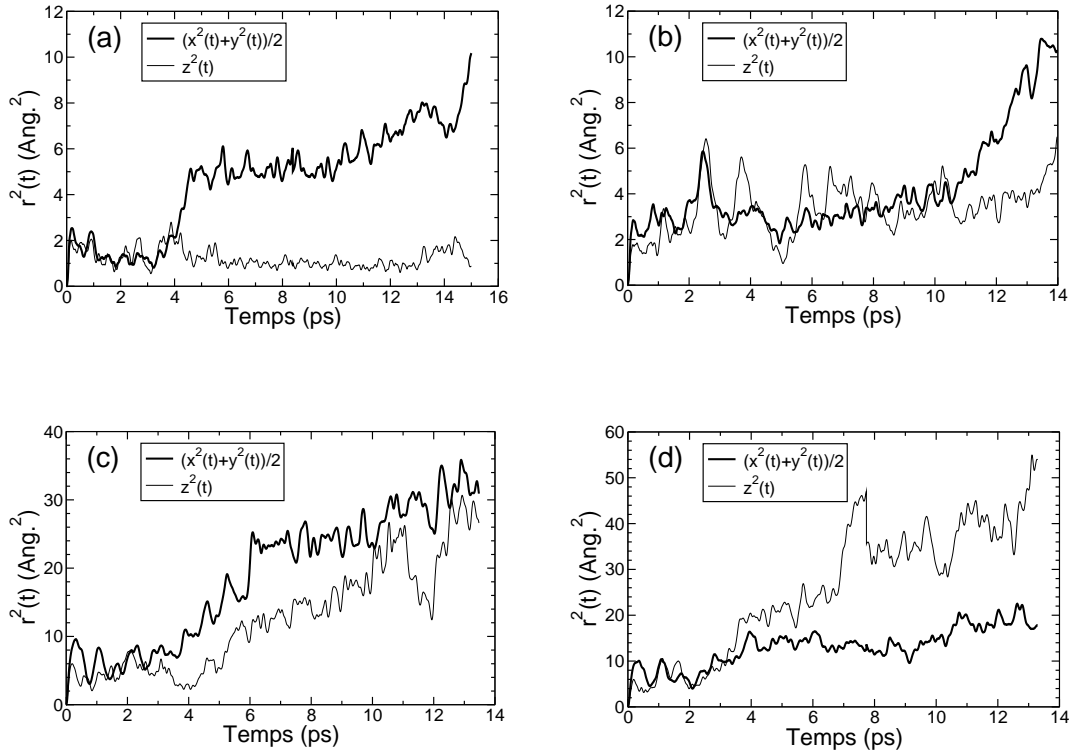 (a)
(x²(t)+y²(t))/2
z²(t)
r²(t) (Ang.²)
12
10
8
6
4
2
0
0 2 4 6 8 10 12 14 16
Temps (ps)
(b)
(x²(t)+y²(t))/2
z²(t)
r²(t) (Ang.²)
12
10
8
6
4
2
0
0 2 4 6 8 10 12 14
Temps (ps)
(c)
(x²(t)+y²(t))/2
z²(t)
r²(t) (Ang.²)
40
30
20
10
0
0 2 4 6 8 10 12 14
Temps (ps)
(d)
(x²(t)+y²(t))/2
z²(t)
r²(t) (Ang.²)
60
50
40
30
20
10
0
0 2 4 6 8 10 12 14
Temps (ps)